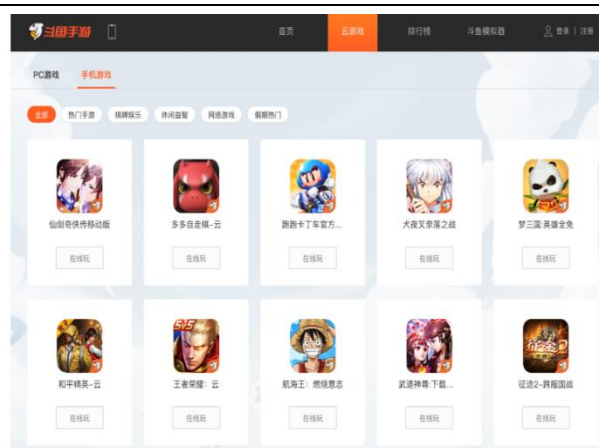 斗鱼手游 首页 云游戏 排行榜 斗鱼模拟器 登录 | 注册
PC游戏 手机游戏
全部 热门手游 棋牌娱乐 休闲益智 网络游戏 假期热门
仙剑奇侠传移动版 多多自走棋-云 跑跑卡丁车官方... 犬夜叉奈落之战 梦三国:英雄全免
在线玩 在线玩 在线玩 在线玩 在线玩
5V5
和平精英-云 王者荣耀：云 航海王：燃烧意志 武道神尊:下载... 征途2-跨服国战
在线玩 在线玩 在线玩 在线玩 在线玩